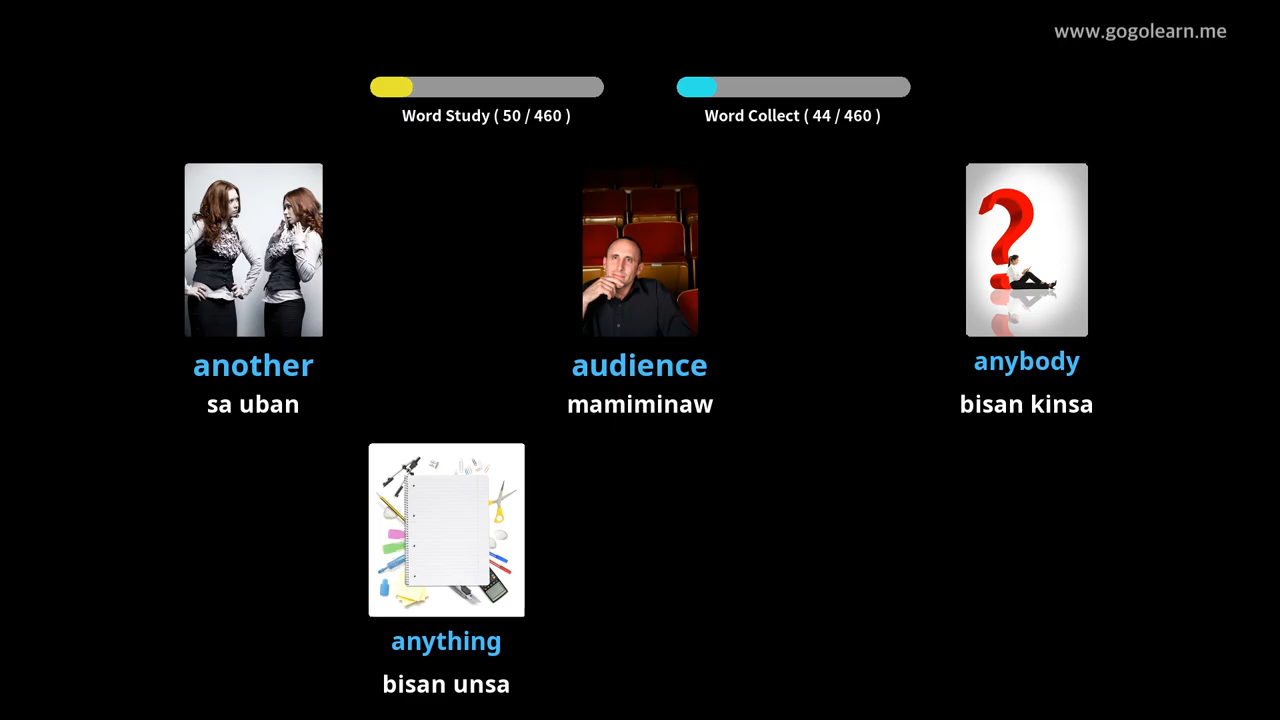 www.gogolearn.me
Word Study ( 50 / 460 )
Word Collect ( 44 / 460 )
another
sa uban
audience
mamiminaw
anybody
bisan kinsa
anything
bisan unsa